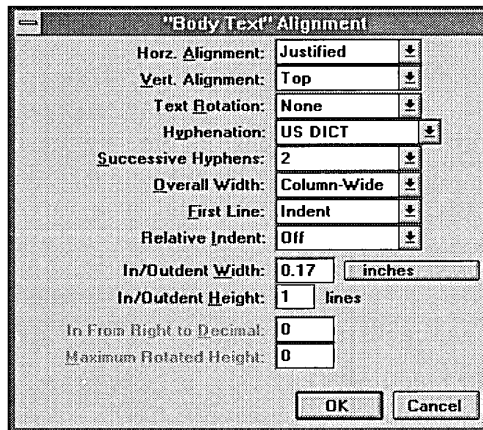 "Body Text" Alignment
Horz. Alignment: Justified
Vert. Alignment: Top
Text Rotation: None
Hyphenation: US DICT
Successive Hyphens: 2
Overall Width: Column-Wide
First Line: Indent
Relative Indent: Off
In/Outdent Width: 0.17 inches
In/Outdent Height: 1 lines
In From Right to Decimal: 0
Maximum Rotated Height: 0
OK Cancel